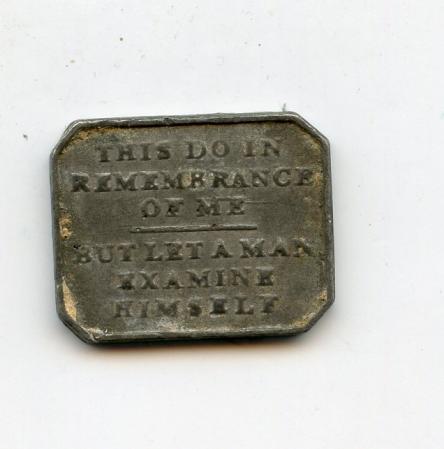 THIS DO IN
REMEMBRANCE
OF ME
BUT LET A MAN
EXAMINE
HIMSELF